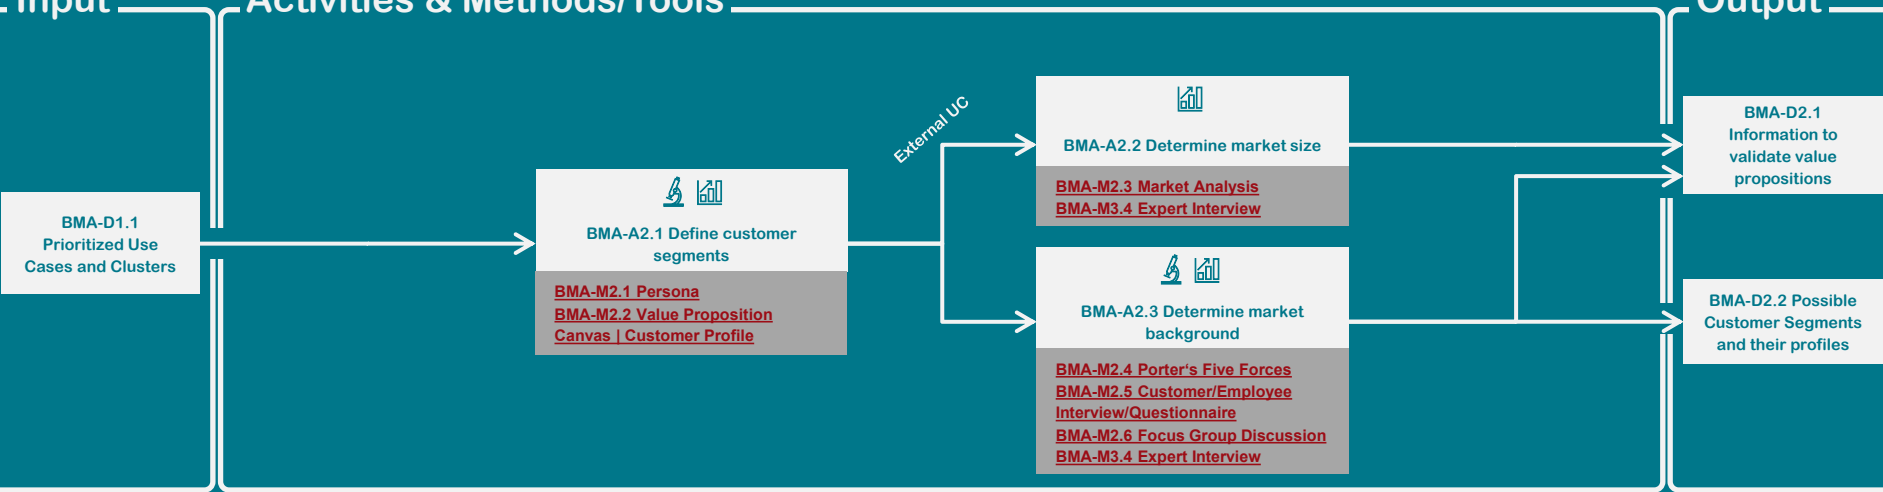 Input
Activities & Methods/Tools
Output
BMA-D1.1
Prioritized Use
Cases and Clusters
BMA-A2.1 Define customer
segments
BMA-M2.1 Persona
BMA-M2.2 Value Proposition
Canvas | Customer Profile
External UC
BMA-A2.2 Determine market size
BMA-M2.3 Market Analysis
BMA-M3.4 Expert Interview
BMA-A2.3 Determine market
background
BMA-M2.4 Porter‘s Five Forces
BMA-M2.5 Customer/Employee
Interview/Questionnaire
BMA-M2.6 Focus Group Discussion
BMA-M3.4 Expert Interview
BMA-D2.1
Information to
validate value
propositions
BMA-D2.2 Possible
Customer Segments
and their profiles